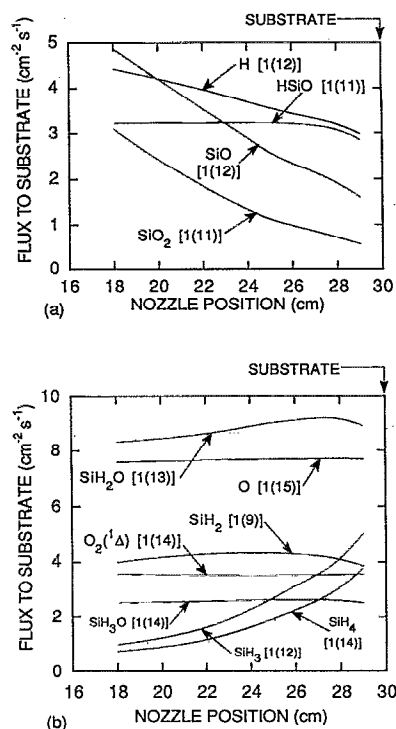 SUBSTRATE
5
4
3
2
1
0
FLUX TO SUBSTRATE (cm⁻² s⁻¹)
H [1(12)]
HSiO [1(11)]
SiO
[1(12)]
SiO₂ [1(11)]
16 18 20 22 24 26 28 30
(a) NOZZLE POSITION (cm)
SUBSTRATE
10
8
6
4
2
0
FLUX TO SUBSTRATE (cm⁻² s⁻¹)
SiH₂O [1(13)]
O [1(15)]
SiH₂ [1(9)]
O₂(¹Δ) [1(14)]
SiH₃O [1(14)]
SiH₃ [1(12)]
SiH₄
[1(14)]
16 18 20 22 24 26 28 30
(b) NOZZLE POSITION (cm)